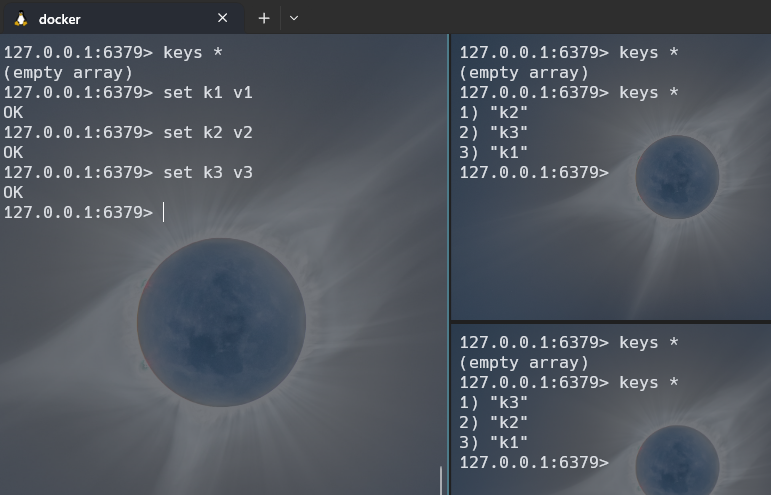 docker
127.0.0.1:6379> keys *
(empty array)
127.0.0.1:6379> set k1 v1
OK
127.0.0.1:6379> set k2 v2
OK
127.0.0.1:6379> set k3 v3
OK
127.0.0.1:6379>
127.0.0.1:6379> keys *
(empty array)
127.0.0.1:6379> keys *
1) "k2"
2) "k3"
3) "k1"
127.0.0.1:6379>
127.0.0.1:6379> keys *
(empty array)
127.0.0.1:6379> keys *
1) "k3"
2) "k2"
3) "k1"
127.0.0.1:6379>